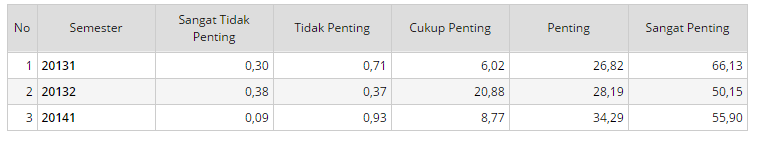 No Semester Sangat Tidak Penting Tidak Penting Cukup Penting Penting Sangat Penting
1 20131 0,30 0,71 6,02 26,82 66,13
2 20132 0,38 0,37 20,88 28,19 50,15
3 20141 0,09 0,93 8,77 34,29 55,90